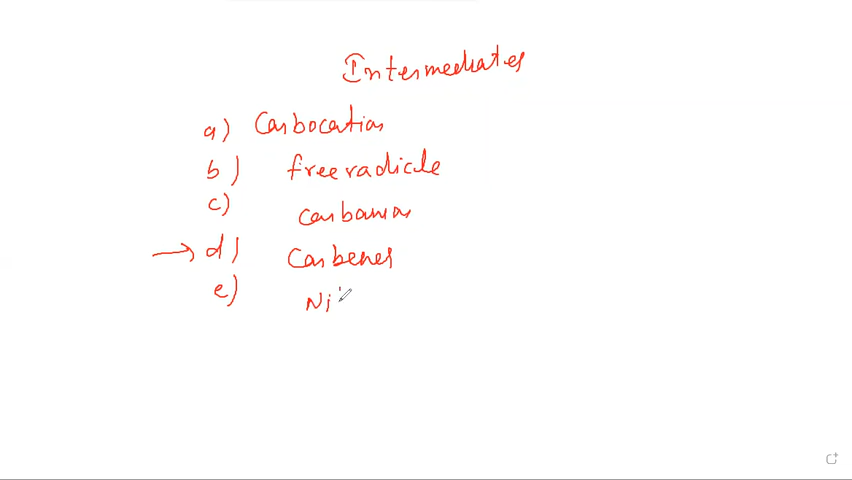 Intermediates
a) Carbocation
b) free radicle
c) Carbanion
d) Carbenes
e) Ni